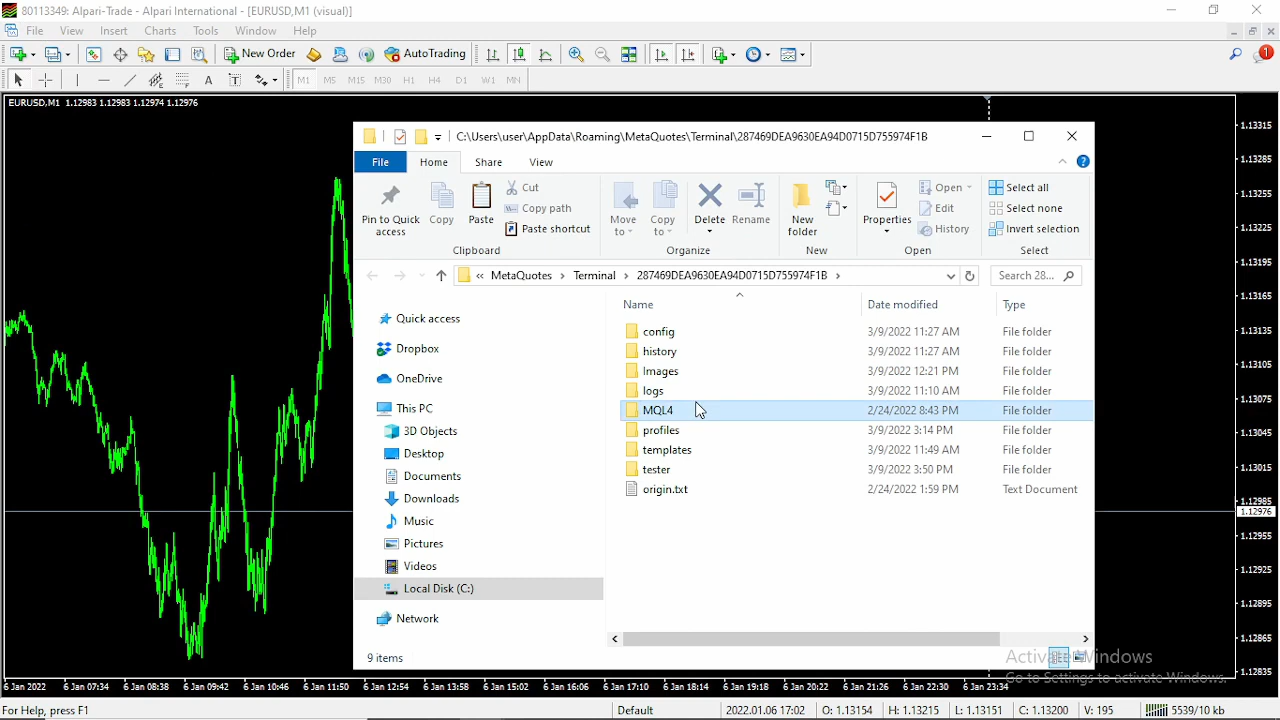 80113349: Alpari-Trade - Alpari International - [EURUSD,M1 (visual)]
File View Insert Charts Tools Window Help
New Order AutoTrading 1
A T M1 M5 M15 M30 H1 H4 D1 W1 MN
EURUSD,M1 1.12983 1.12983 1.12974 1.12976
C:\Users\user\AppData\Roaming\MetaQuotes\Terminal\287469DEA9630EA94D0715D755974F1B
File Home Share View
Pin to Quick access
Copy
Paste
Cut
Copy path
Paste shortcut
Clipboard
Move to
Copy to
Delete
Rename
Organize
New folder
New
Properties
Open
Edit
History
Open
Select all
Select none
Invert selection
Select
« MetaQuotes › Terminal › 287469DEA9630EA94D0715D755974F1B ›
Search 28...
Quick access
Dropbox
OneDrive
This PC
3D Objects
Desktop
Documents
Downloads
Music
Pictures
Videos
Local Disk (C:)
Network
Name Date modified Type
config 3/9/2022 11:27 AM File folder
history 3/9/2022 11:27 AM File folder
Images 3/9/2022 12:21 PM File folder
logs 3/9/2022 11:10 AM File folder
MQL4 2/24/2022 8:43 PM File folder
profiles 3/9/2022 3:14 PM File folder
templates 3/9/2022 11:49 AM File folder
tester 3/9/2022 3:50 PM File folder
origin.txt 2/24/2022 1:59 PM Text Document
9 items
1.13315
1.13285
1.13255
1.13225
1.13195
1.13165
1.13135
1.13105
1.13075
1.13045
1.13015
1.12985
1.12976
1.12955
1.12925
1.12895
1.12865
1.12835
Activate Windows
Go to Settings to activate Windows.
6 Jan 2022 6 Jan 07:34 6 Jan 08:38 6 Jan 09:42 6 Jan 10:46 6 Jan 11:50 6 Jan 12:54 6 Jan 13:58 6 Jan 15:02 6 Jan 16:06 6 Jan 17:10 6 Jan 18:14 6 Jan 19:18 6 Jan 20:22 6 Jan 21:26 6 Jan 22:30 6 Jan 23:34
For Help, press F1 Default 2022.01.06 17:02 O: 1.13154 H: 1.13215 L: 1.13151 C: 1.13200 V: 195 5539/10 kb